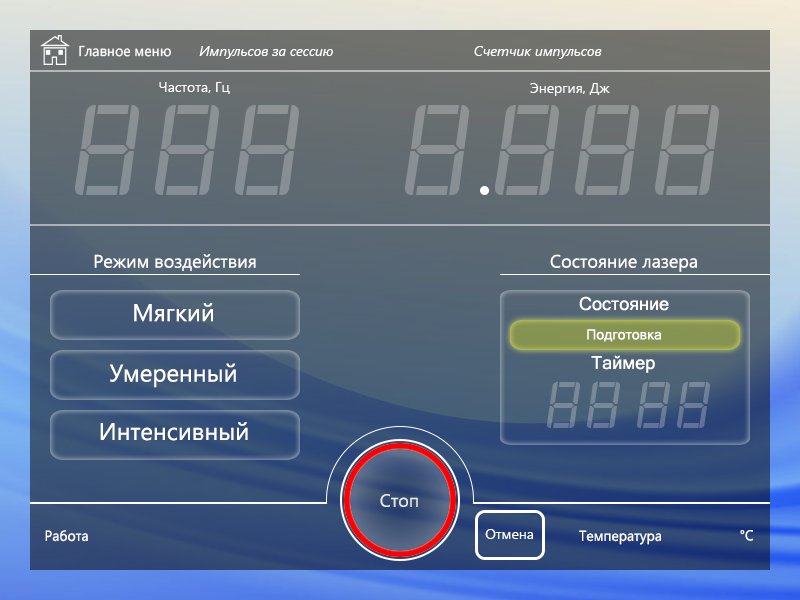 Главное меню
Импульсов за сессию
Счетчик импульсов
Частота, Гц
Энергия, Дж
Режим воздействия
Состояние лазера
Мягкий
Умеренный
Интенсивный
Состояние
Подготовка
Таймер
Стоп
Работа
Отмена
Температура
°C